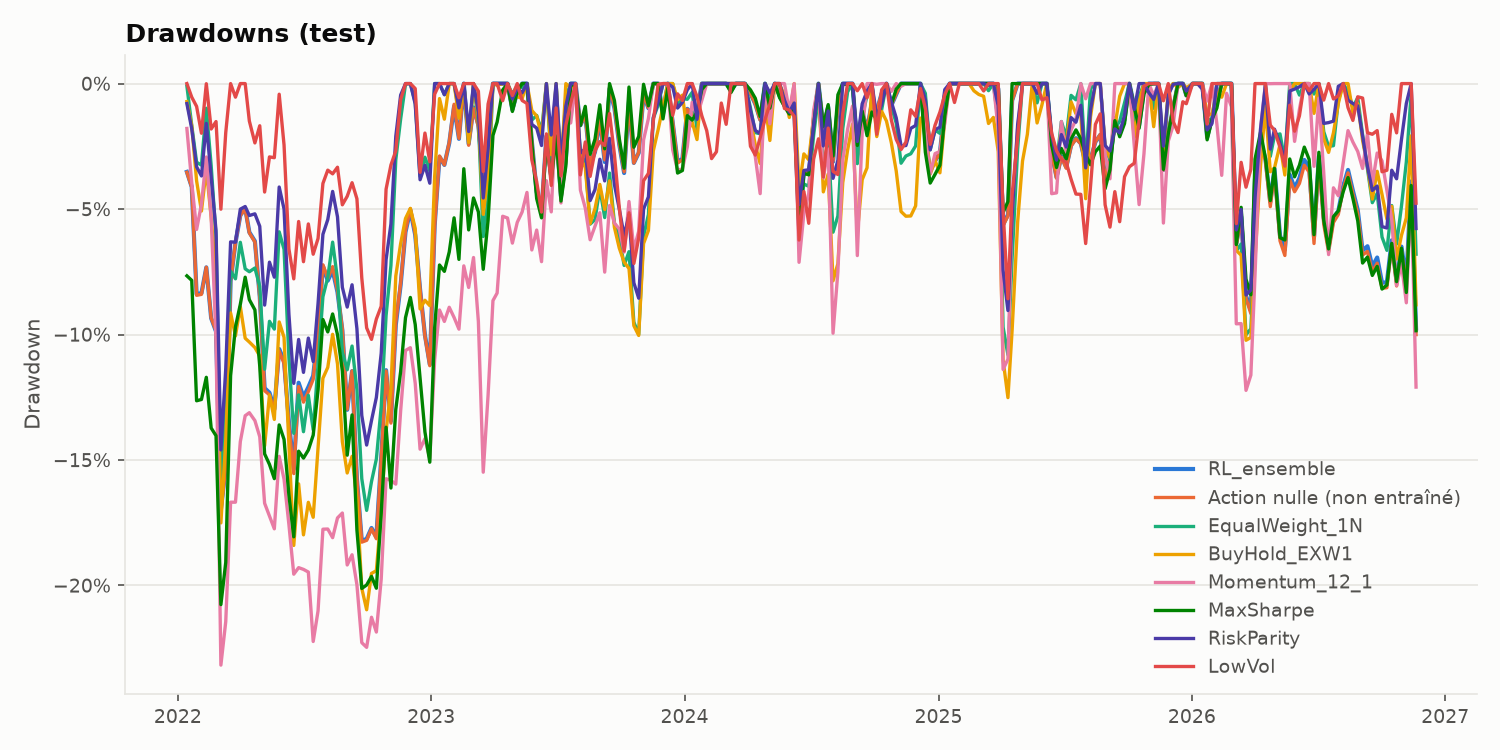 Drawdowns (test)
0%
−5%
−10%
−15%
−20%
Drawdown
2022
2023
2024
2025
2026
2027
RL_ensemble
Action nulle (non entraîné)
EqualWeight_1N
BuyHold_EXW1
Momentum_12_1
MaxSharpe
RiskParity
LowVol